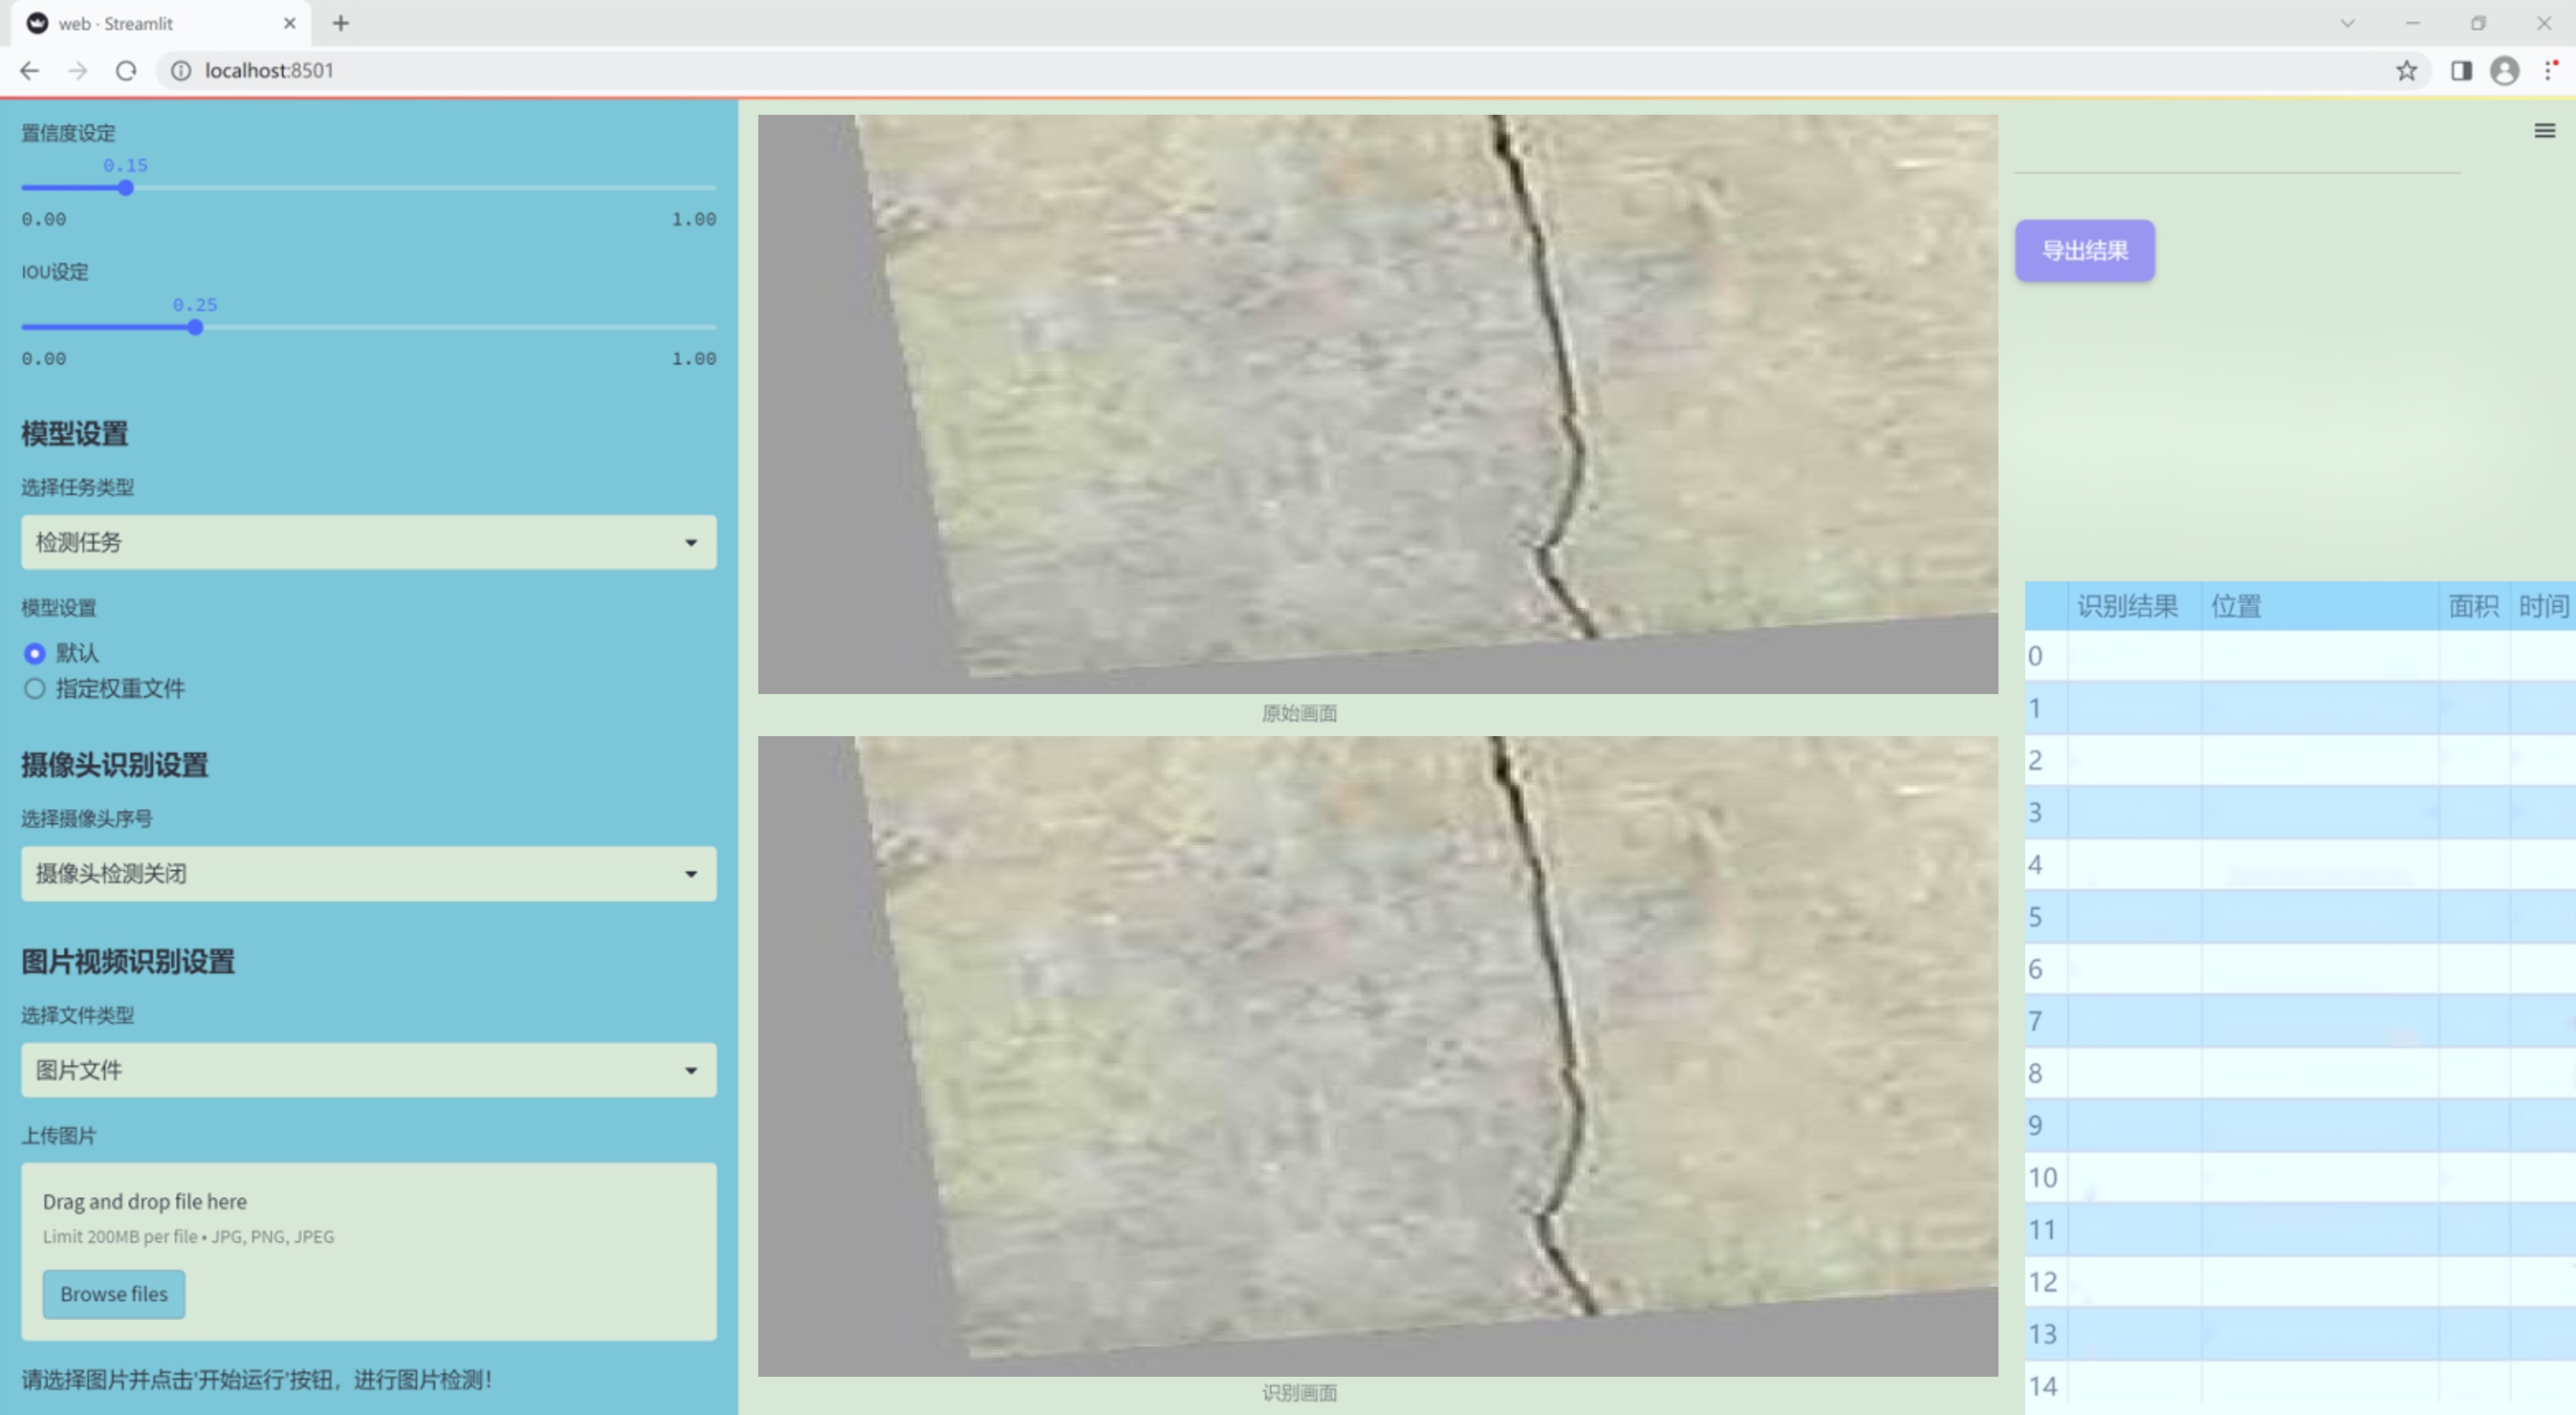 web · Streamlit
localhost:8501
置信度设定
0.15
0.00 1.00
IOU设定
0.25
0.00 1.00
模型设置
选择任务类型
检测任务
模型设置
默认
指定权重文件
摄像头识别设置
选择摄像头序号
摄像头检测关闭
图片视频识别设置
选择文件类型
图片文件
上传图片
Drag and drop file here
Limit 200MB per file • JPG, PNG, JPEG
Browse files
请选择图片并点击'开始运行'按钮，进行图片检测！
原始画面
识别画面
导出结果
识别结果 位置 面积 时间
0
1
2
3
4
5
6
7
8
9
10
11
12
13
14